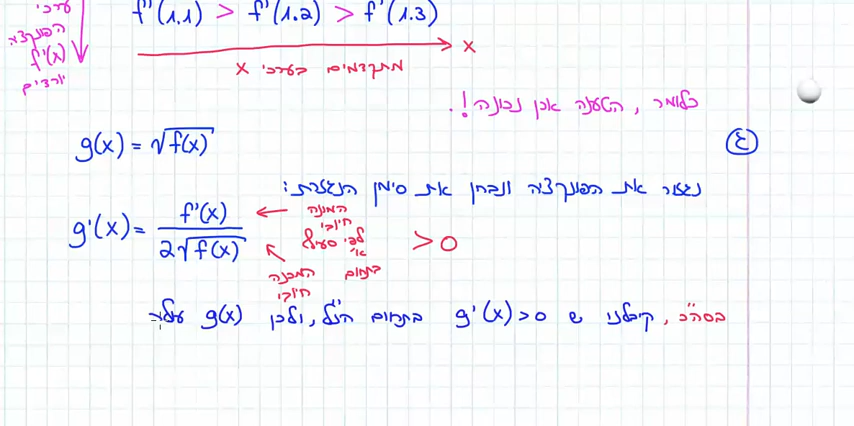 f'(1.1) > f'(1.2) > f'(1.3)
ערכי
הפונקציה
f'(x)
יורדים
x
מתקדמים בערכי x
כלומר, הטענה אכן נכונה!.
ג
g(x) = √f(x)
נגזור את הפונקציה ונבחן את סימן הנגזרת:
g'(x) = f'(x) / 2√f(x) > 0
המונה
חיובי
לפי סעיף
א'
בתחום
המכנה
חיובי
בסה"כ, קיבלנו ש g'(x)>0 בתחום הנ"ל, ולכן g(x) עולה